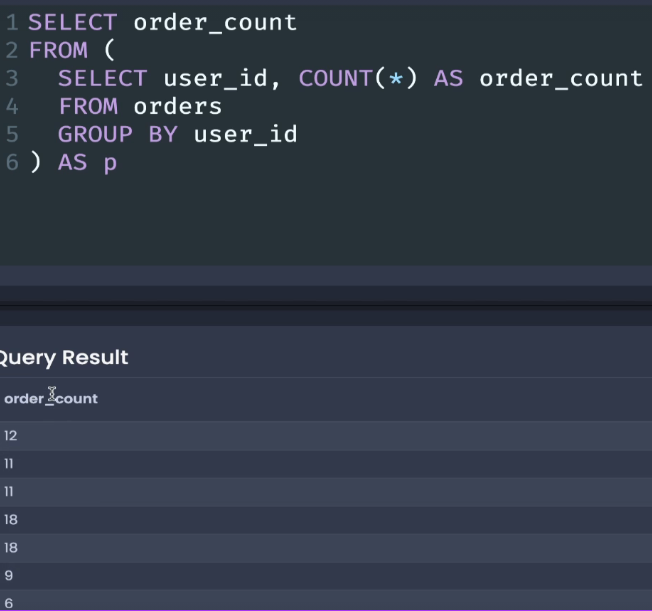 1 SELECT order_count
2 FROM (
3   SELECT user_id, COUNT(*) AS order_count
4   FROM orders
5   GROUP BY user_id
6 ) AS p
Query Result
order_count
12
11
11
18
18
9
6